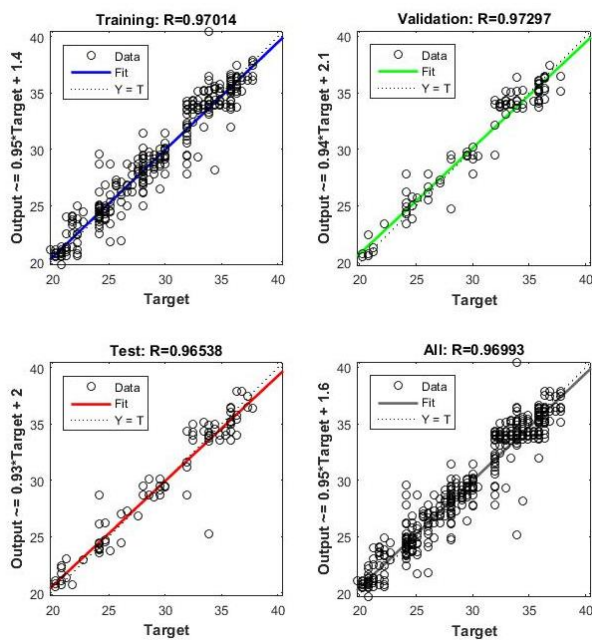 Training: R=0.97014
Output ~= 0.95*Target + 1.4
40
35
30
25
20
Data
Fit
Y = T
20 25 30 35 40
Target
Validation: R=0.97297
Output ~= 0.94*Target + 2.1
40
35
30
25
20
Data
Fit
Y = T
20 25 30 35 40
Target
Test: R=0.96538
Output ~= 0.93*Target + 2
40
35
30
25
20
Data
Fit
Y = T
20 25 30 35 40
Target
All: R=0.96993
Output ~= 0.95*Target + 1.6
40
35
30
25
20
Data
Fit
Y = T
20 25 30 35 40
Target